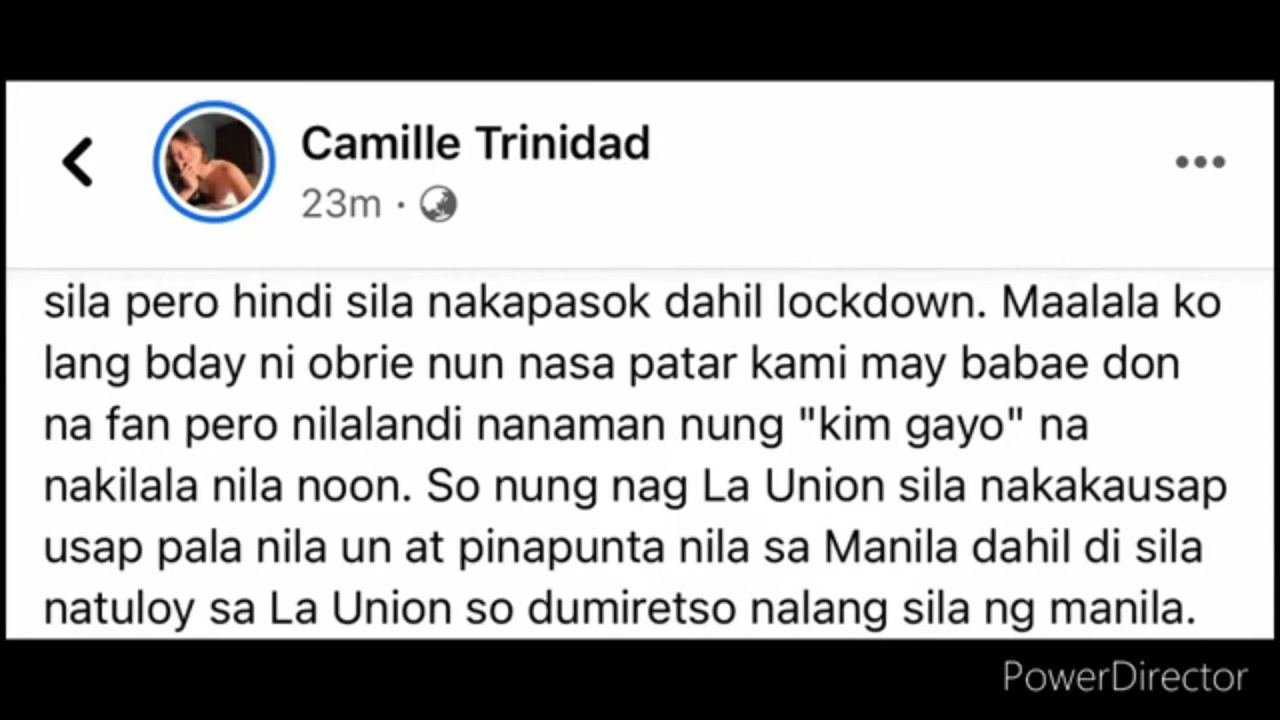 Camille Trinidad
23m ·
sila pero hindi sila nakapasok dahil lockdown. Maalala ko
lang bday ni obrie nun nasa patar kami may babae don
na fan pero nilalandi nanaman nung "kim gayo" na
nakilala nila noon. So nung nag La Union sila nakakausap
usap pala nila un at pinapunta nila sa Manila dahil di sila
natuloy sa La Union so dumiretso nalang sila ng manila.
PowerDirector